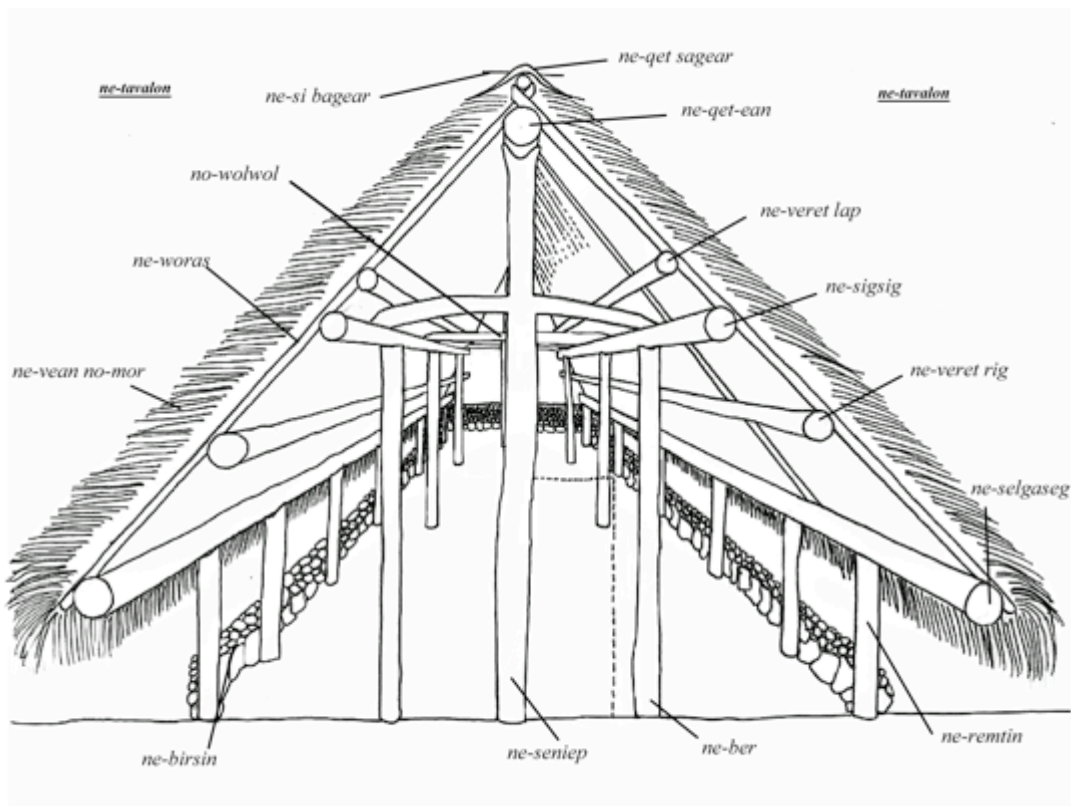 ne-qet sagear
ne-tavalon
ne-si bagear
ne-tavalon
ne-qet-ean
no-wolwol
ne-veret lap
ne-woras
ne-sigsig
ne-vean no-mor
ne-veret rig
ne-selgaseg
ne-remtin
ne-birsin
ne-seniep
ne-ber